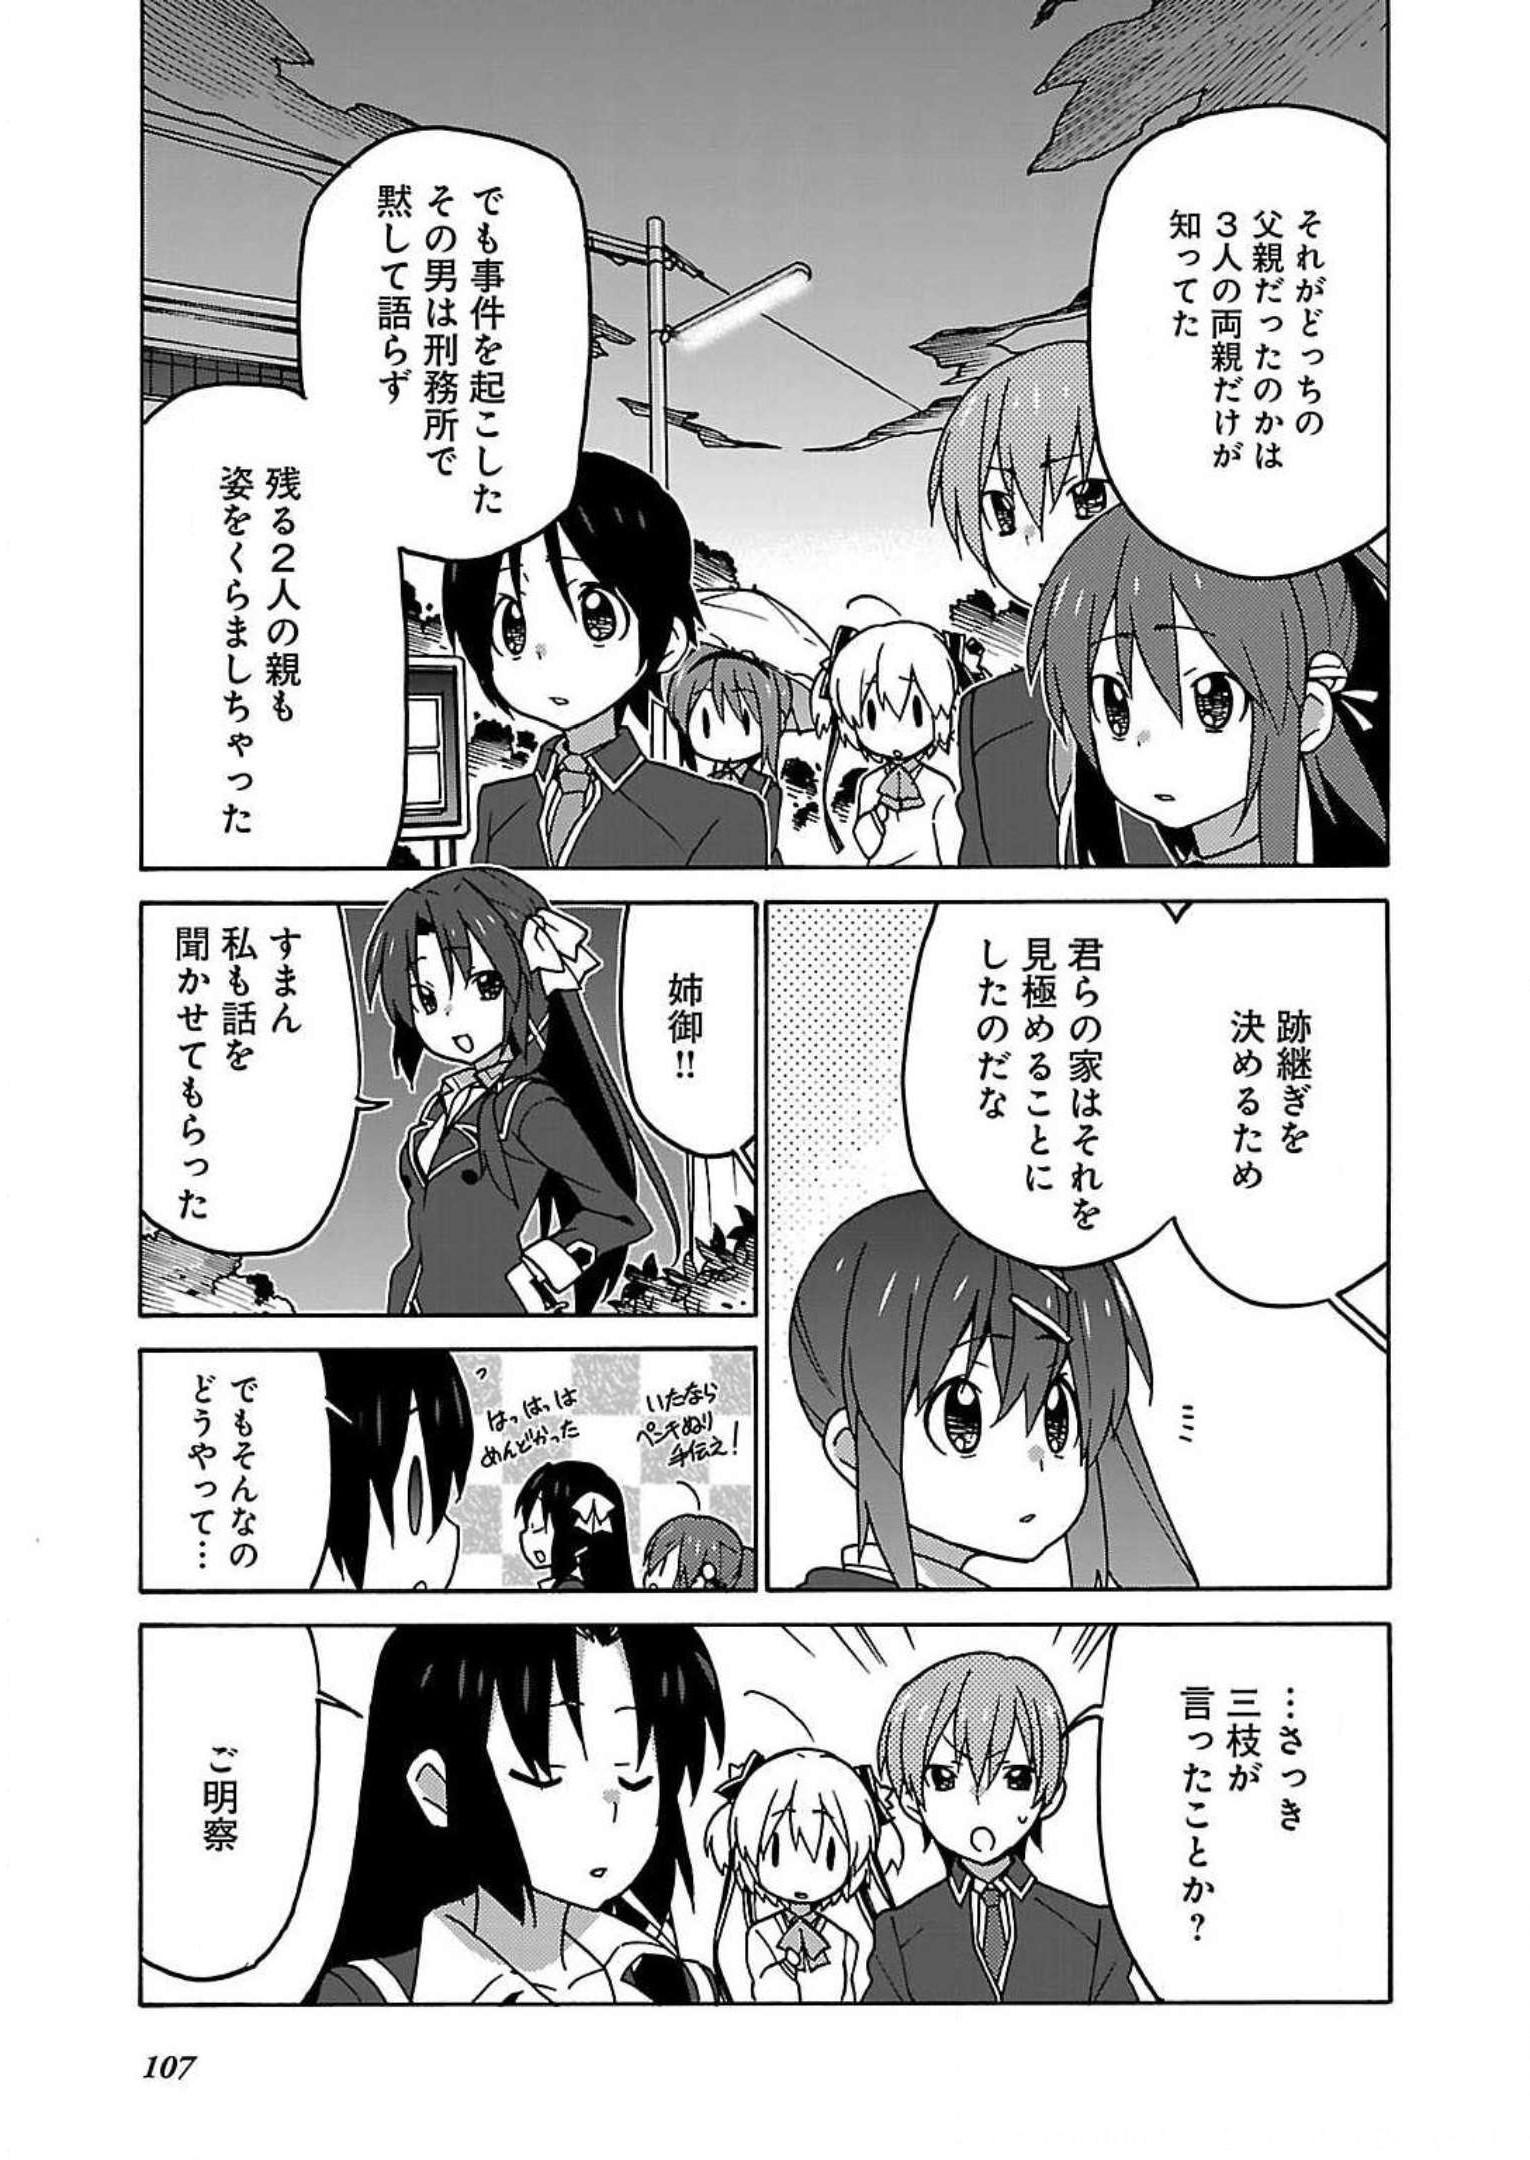 それがどっちの
父親だったのかは
3人の両親だけが
知ってた
でも事件を起こした
その男は刑務所で
黙して語らず
残る2人の親も
姿をくらましちゃった
跡継ぎを
決めるため
君らの家はそれを
見極めることに
したのだな
姉御!!
すまん
私も話を
聞かせてもらった
いたなら
ペンキぬり
手伝え!
はっはっは
めんどかった
でもそんなの
どうやって…
…さっき
三枝が
言ったことか?
ご明察
107